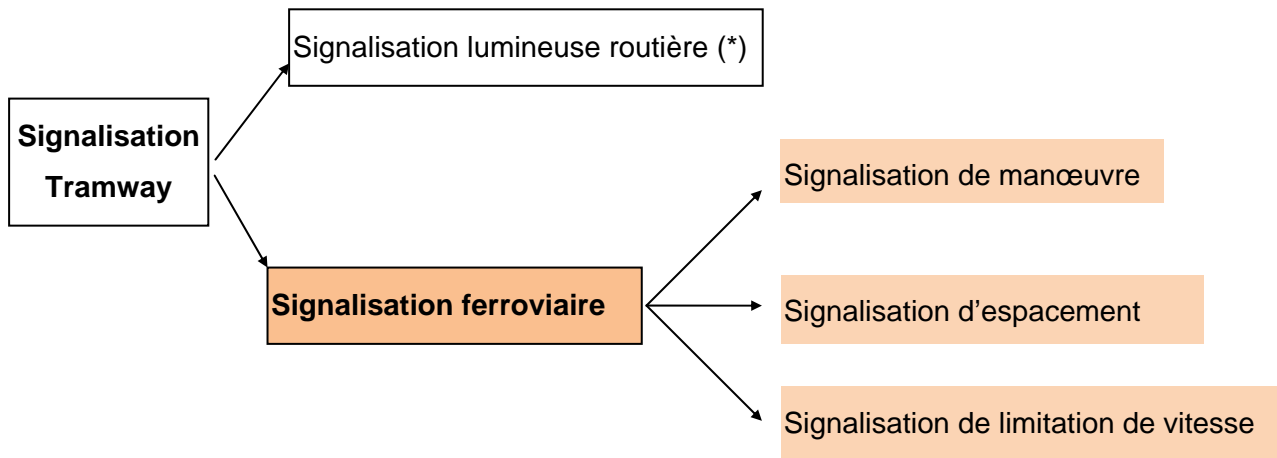 Signalisation lumineuse routière (*)
Signalisation
Tramway
Signalisation de manœuvre
Signalisation ferroviaire
Signalisation d’espacement
Signalisation de limitation de vitesse